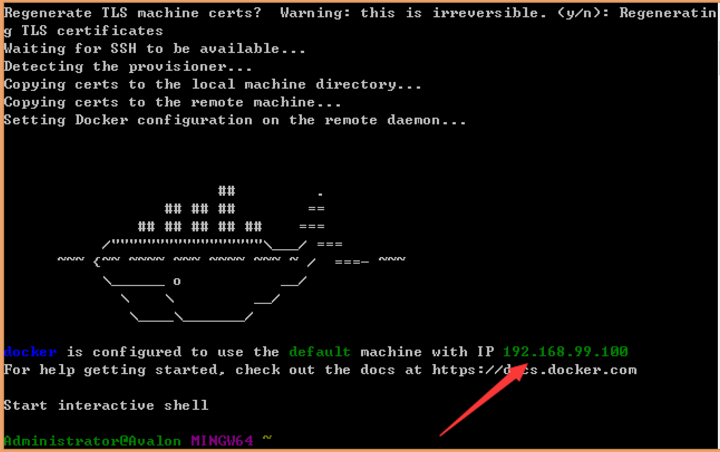 Regenerate TLS machine certs?  Warning: this is irreversible. (y/n): Regeneratin
g TLS certificates
Waiting for SSH to be available...
Detecting the provisioner...
Copying certs to the local machine directory...
Copying certs to the remote machine...
Setting Docker configuration on the remote daemon...
                        ##         .
                  ## ## ##        ==
               ## ## ## ## ##    ===
           /"""""""""""""""""\___/ ===
      ~~~ {~~ ~~~~ ~~~ ~~~~ ~~~ ~ /  ===- ~~~
           \______ o           __/
             \    \         __/
              \____\_______/
docker is configured to use the default machine with IP 192.168.99.100
For help getting started, check out the docs at https://docs.docker.com
Start interactive shell
Administrator@Avalon MINGW64 ~